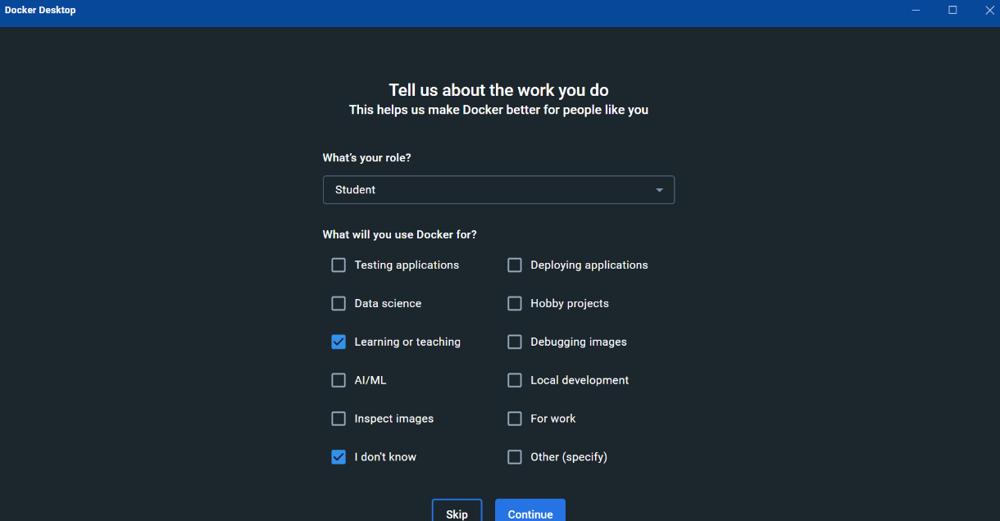 Docker Desktop
Tell us about the work you do
This helps us make Docker better for people like you
What's your role?
Student
What will you use Docker for?
Testing applications
Deploying applications
Data science
Hobby projects
Learning or teaching
Debugging images
AI/ML
Local development
Inspect images
For work
I don't know
Other (specify)
Skip
Continue